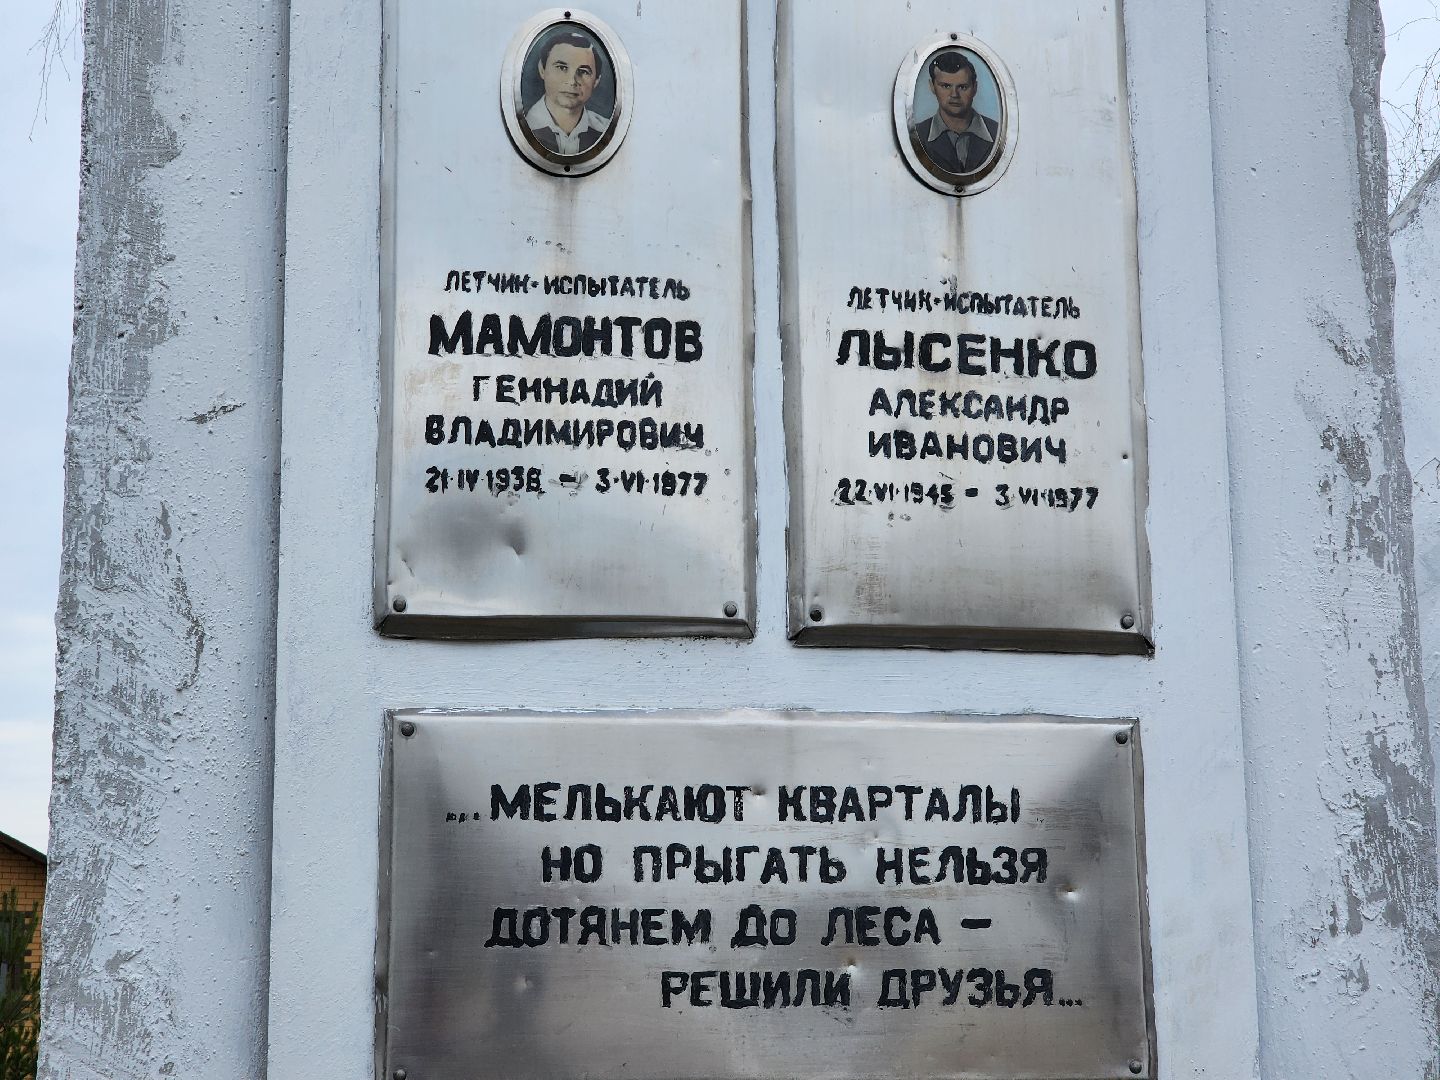 ЛЕТЧИК-ИСПЫТАТЕЛЬ
МАМОНТОВ
ГЕННАДИЙ
ВЛАДИМИРОВИЧ
21·IV·1936 – 3·VI·1977
ЛЕТЧИК-ИСПЫТАТЕЛЬ
ЛЫСЕНКО
АЛЕКСАНДР
ИВАНОВИЧ
22·VI·1945 – 3·VI·1977
...МЕЛЬКАЮТ КВАРТАЛЫ
НО ПРЫГАТЬ НЕЛЬЗЯ
ДОТЯНЕМ ДО ЛЕСА –
РЕШИЛИ ДРУЗЬЯ...